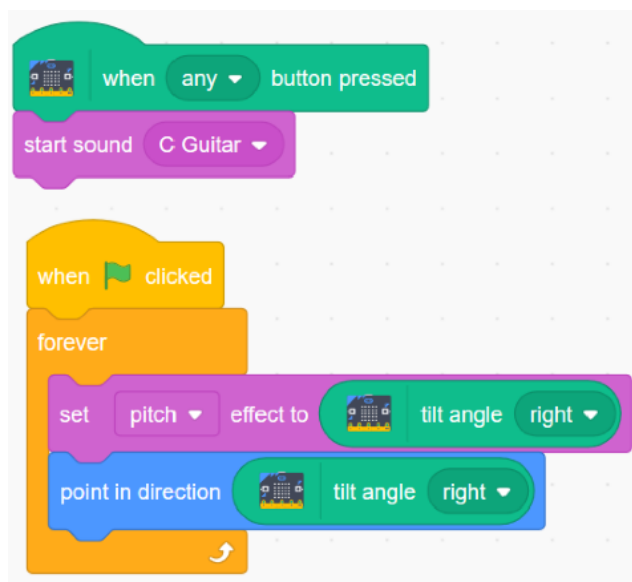 when any button pressed
start sound C Guitar
when clicked
forever
set pitch effect to tilt angle right
point in direction tilt angle right